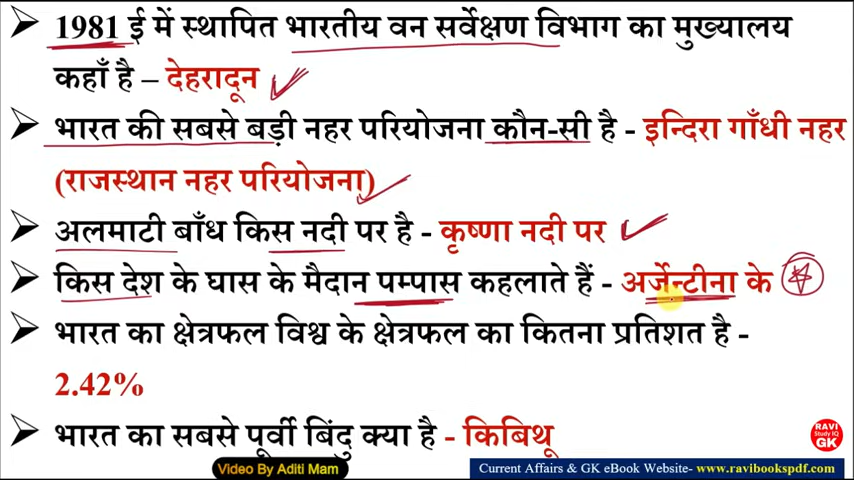 ➤ 1981 ई में स्थापित भारतीय वन सर्वेक्षण विभाग का मुख्यालय
कहाँ है – देहरादून
➤ भारत की सबसे बड़ी नहर परियोजना कौन-सी है - इन्दिरा गाँधी नहर
(राजस्थान नहर परियोजना)
➤ अलमाटी बाँध किस नदी पर है - कृष्णा नदी पर
➤ किस देश के घास के मैदान पम्पास कहलाते हैं - अर्जेन्टीना के
➤ भारत का क्षेत्रफल विश्व के क्षेत्रफल का कितना प्रतिशत है -
2.42%
➤ भारत का सबसे पूर्वी बिंदु क्या है - किबिथू
RAVI
Study IQ
GK
Video By Aditi Mam
Current Affairs & GK eBook Website- www.ravibookspdf.com